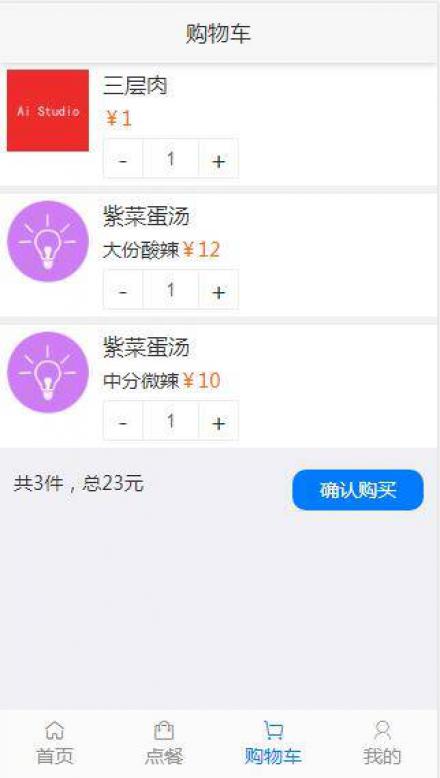 购物车
Ai Studio
三层肉
￥1
- 1 +
紫菜蛋汤
大份酸辣￥12
- 1 +
紫菜蛋汤
中分微辣￥10
- 1 +
共3件，总23元
确认购买
首页 点餐 购物车 我的